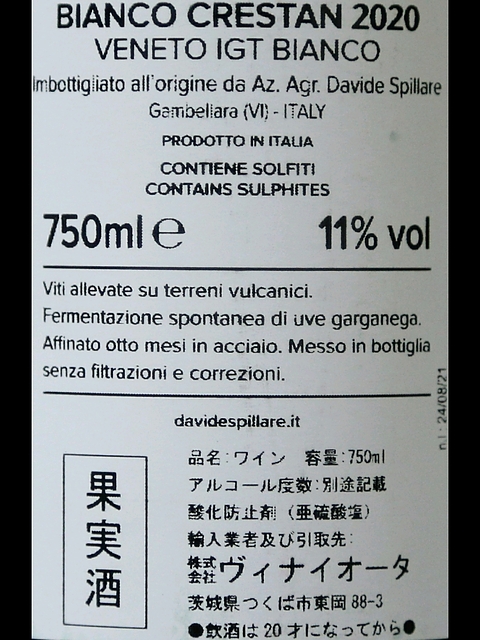 BIANCO CRESTAN 2020
VENETO IGT BIANCO
Imbottigliato all'origine da Az. Agr. Davide Spillare
Gambellara (VI) - ITALY
PRODOTTO IN ITALIA
CONTIENE SOLFITI
CONTAINS SULPHITES
750ml e 11% vol
Viti allevate su terreni vulcanici.
Fermentazione spontanea di uve garganega.
Affinato otto mesi in acciaio. Messo in bottiglia
senza filtrazioni e correzioni.
n.l: 24/08/21
davidespillare.it
果実酒
品名:ワイン 容量:750ml
アルコール度数:別途記載
酸化防止剤(亜硫酸塩)
輸入業者及び引取先:
株式会社ヴィナイオータ
茨城県つくば市東岡 88-3
●飲酒は 20 才になってから●